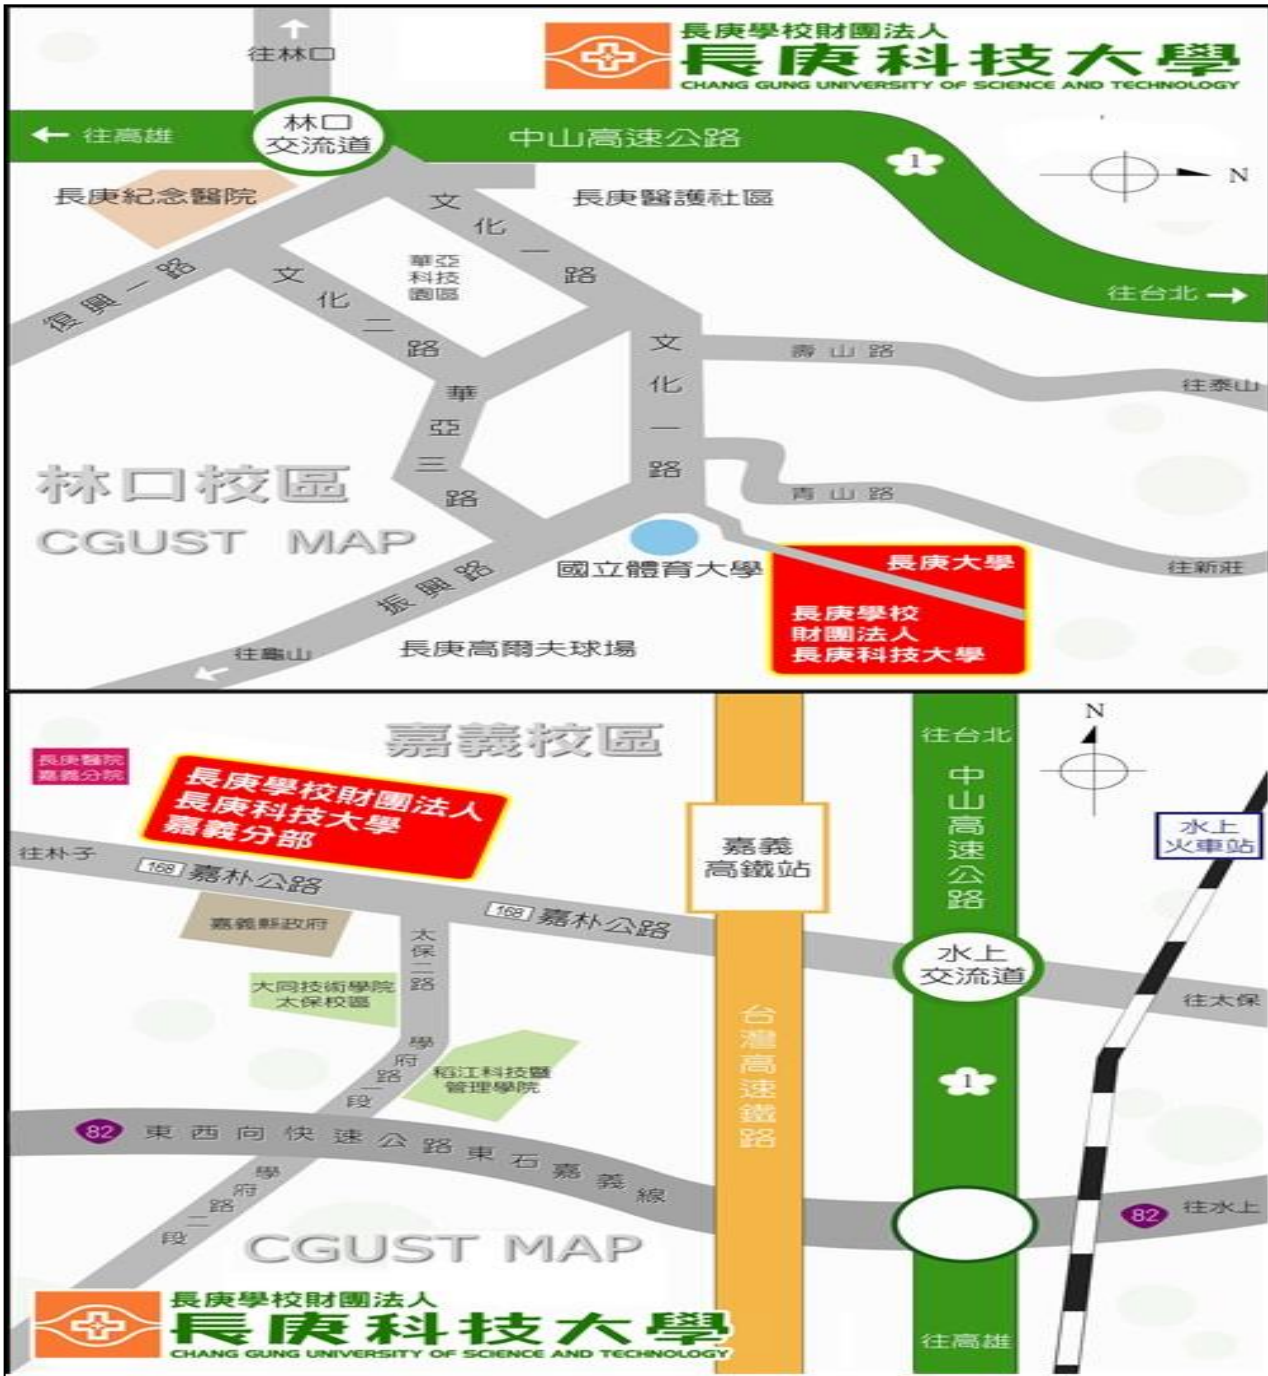 往林口
長庚學校財團法人
長庚科技大學
CHANG GUNG UNIVERSITY OF SCIENCE AND TECHNOLOGY
往高雄
林口
交流道
中山高速公路
1
N
長庚紀念醫院
長庚醫護社區
文化一路
復興一路
文化二路
華亞
科技
園區
往台北
文化一路
壽山路
往泰山
華亞三路
林口校區
CGUST MAP
青山路
往新莊
振興路
國立體育大學
長庚大學
長庚學校
財團法人
長庚科技大學
往龜山
長庚高爾夫球場
嘉義校區
往台北
N
長庚醫院
嘉義分院
長庚學校財團法人
長庚科技大學
嘉義分部
中山高速公路
嘉義
高鐵站
水上
火車站
往朴子
168 嘉朴公路
168 嘉朴公路
嘉義縣政府
太保二路
水上
交流道
往太保
大同技術學院
太保校區
台灣高速鐵路
學府路一段
稻江科技暨
管理學院
1
82 東西向快速公路東石嘉義線
學府路二段
82 往水上
CGUST MAP
長庚學校財團法人
長庚科技大學
CHANG GUNG UNIVERSITY OF SCIENCE AND TECHNOLOGY
往高雄